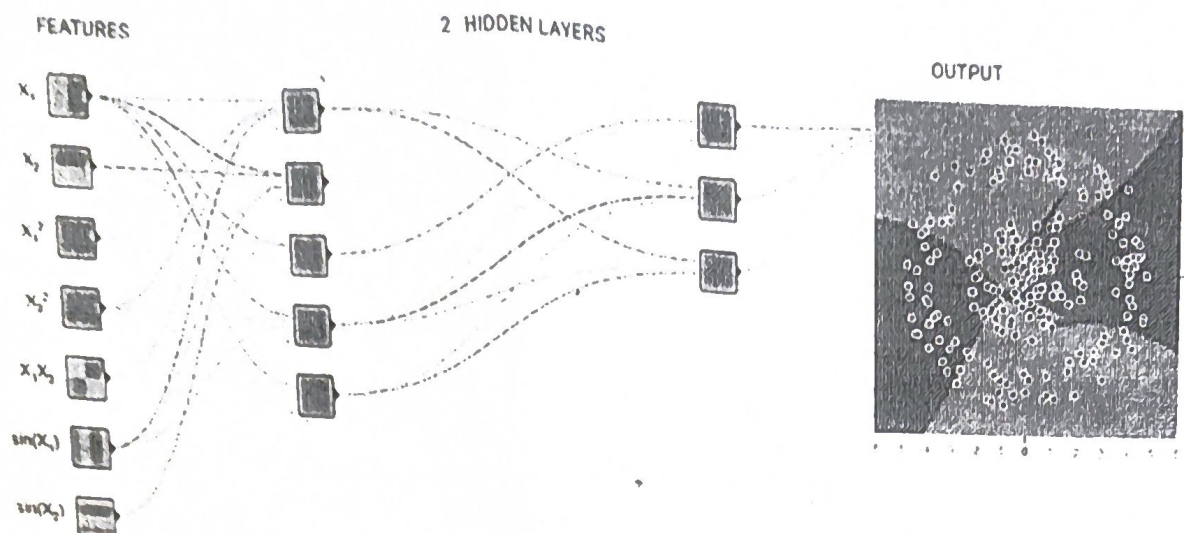 FEATURES
2 HIDDEN LAYERS
OUTPUT
X₁
X₂
X₁²
X₂²
X₁X₂
sin(X₁)
sin(X₂)
0